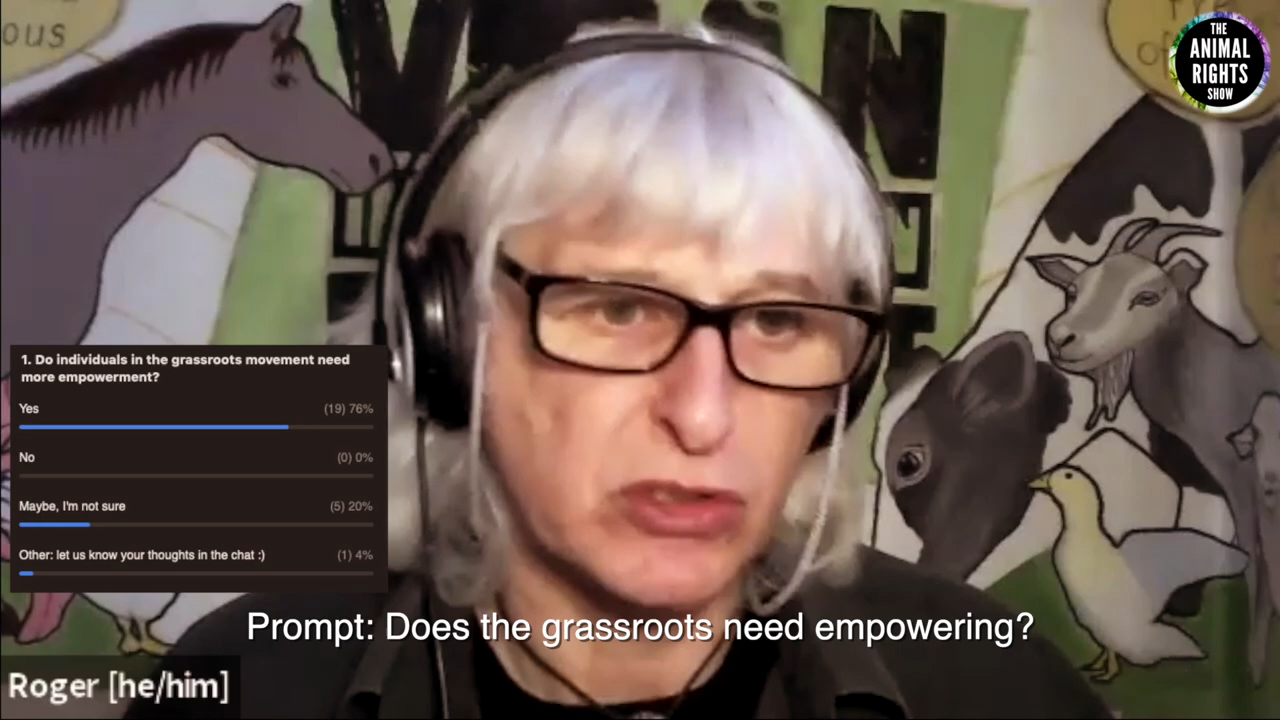 OUS
THE
ANIMAL
RIGHTS
SHOW
1. Do individuals in the grassroots movement need
more empowerment?
Yes (19) 76%
No (0) 0%
Maybe, I'm not sure (5) 20%
Other: let us know your thoughts in the chat :) (1) 4%
Prompt: Does the grassroots need empowering?
Roger [he/him]